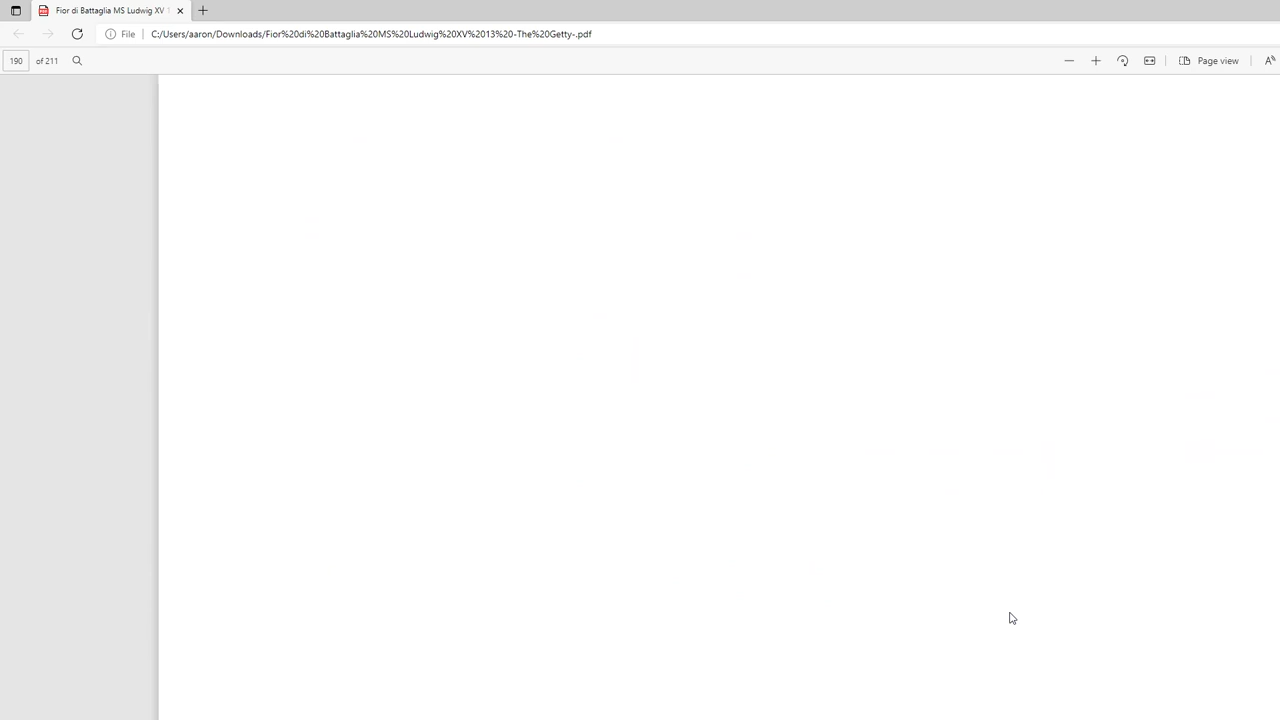 Fior di Battaglia MS Ludwig XV 1
File
C:/Users/aaron/Downloads/Fior%20di%20Battaglia%20MS%20Ludwig%20XV%2013%20-The%20Getty-.pdf
190 of 211
Page view